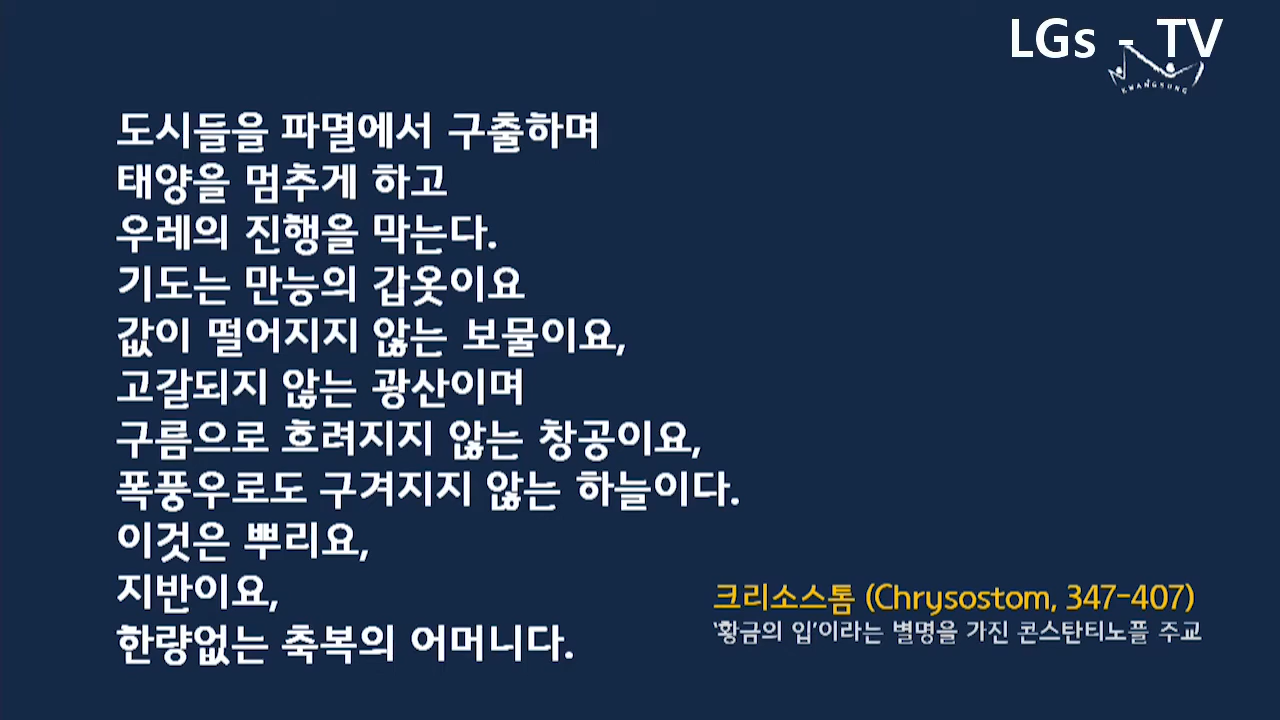 LGs - TV
KWANGSUNG
도시들을 파멸에서 구출하며
태양을 멈추게 하고
우레의 진행을 막는다.
기도는 만능의 갑옷이요
값이 떨어지지 않는 보물이요,
고갈되지 않는 광산이며
구름으로 흐려지지 않는 창공이요,
폭풍우로도 구겨지지 않는 하늘이다.
이것은 뿌리요,
지반이요,
한량없는 축복의 어머니다.
크리소스톰 (Chrysostom, 347-407)
'황금의 입'이라는 별명을 가진 콘스탄티노플 주교